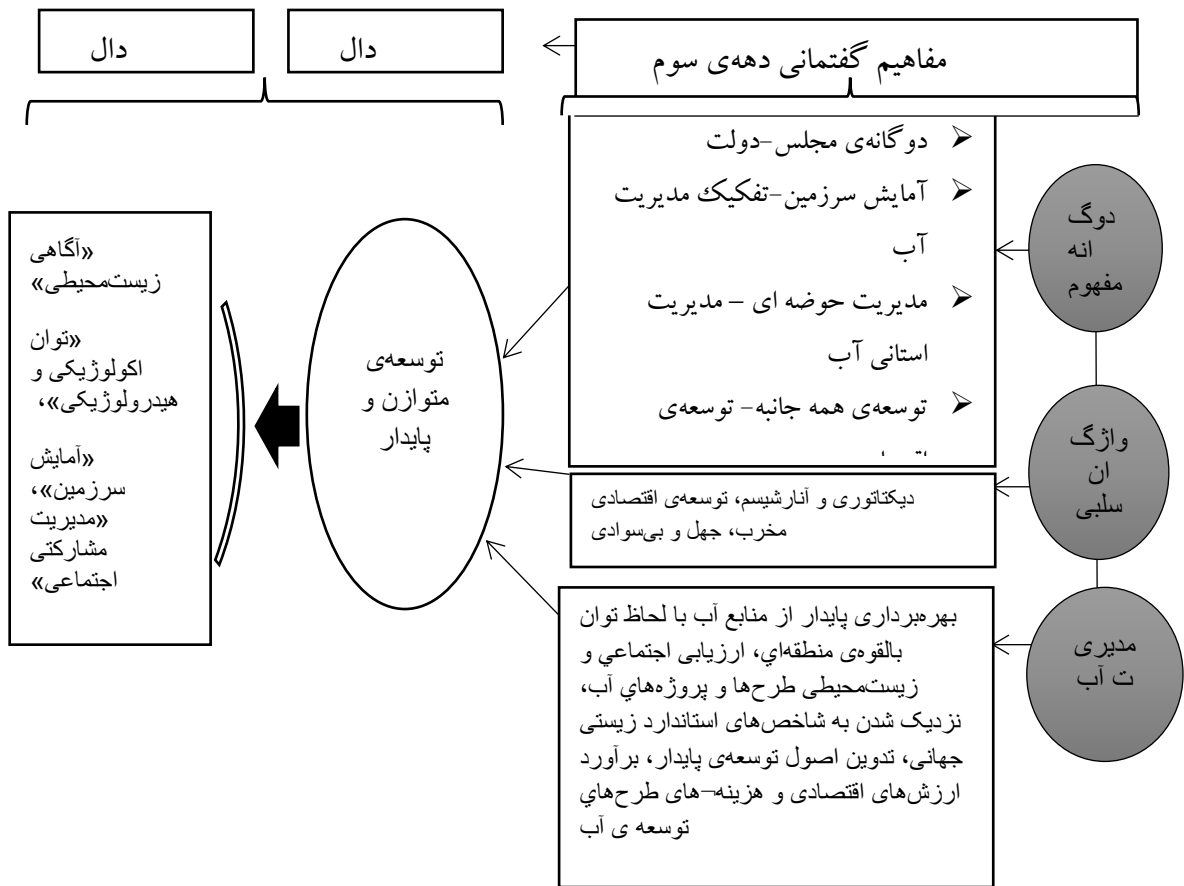 مفاهیم گفتمانی دهه‌ی سوم
دال
دال
دوگ
انه
مفهوم
دوگانه‌ی مجلس-دولت
آمایش سرزمین-تفکیک مدیریت
آب
مدیریت حوضه ای – مدیریت
استانی آب
توسعه‌ی همه جانبه- توسعه‌ی
واژگ
ان
سلبی
دیکتاتوری و آنارشیسم، توسعه‌ی اقتصادی
مخرب، جهل و بی‌سوادی
مدیری
ت آب
بهره‌برداری پایدار از منابع آب با لحاظ توان
بالقوه‌ی منطقه‌اي، ارزیابی اجتماعي و
زیست‌محیطی طرح‌ها و پروژه‌هاي آب،
نزدیک شدن به شاخص‌های استاندارد زیستی
جهانی، تدوین اصول توسعه‌ی پایدار، برآورد
ارزش‌های اقتصادی و هزینه¬های طرح‌هاي
توسعه ی آب
توسعه‌ی
متوازن و
پایدار
«آگاهی
زیست‌محیطی»
«توان
اکولوژیکی و
هیدرولوژیکی»،
«آمایش
سرزمین»،
«مدیریت
مشارکتی
اجتماعی»